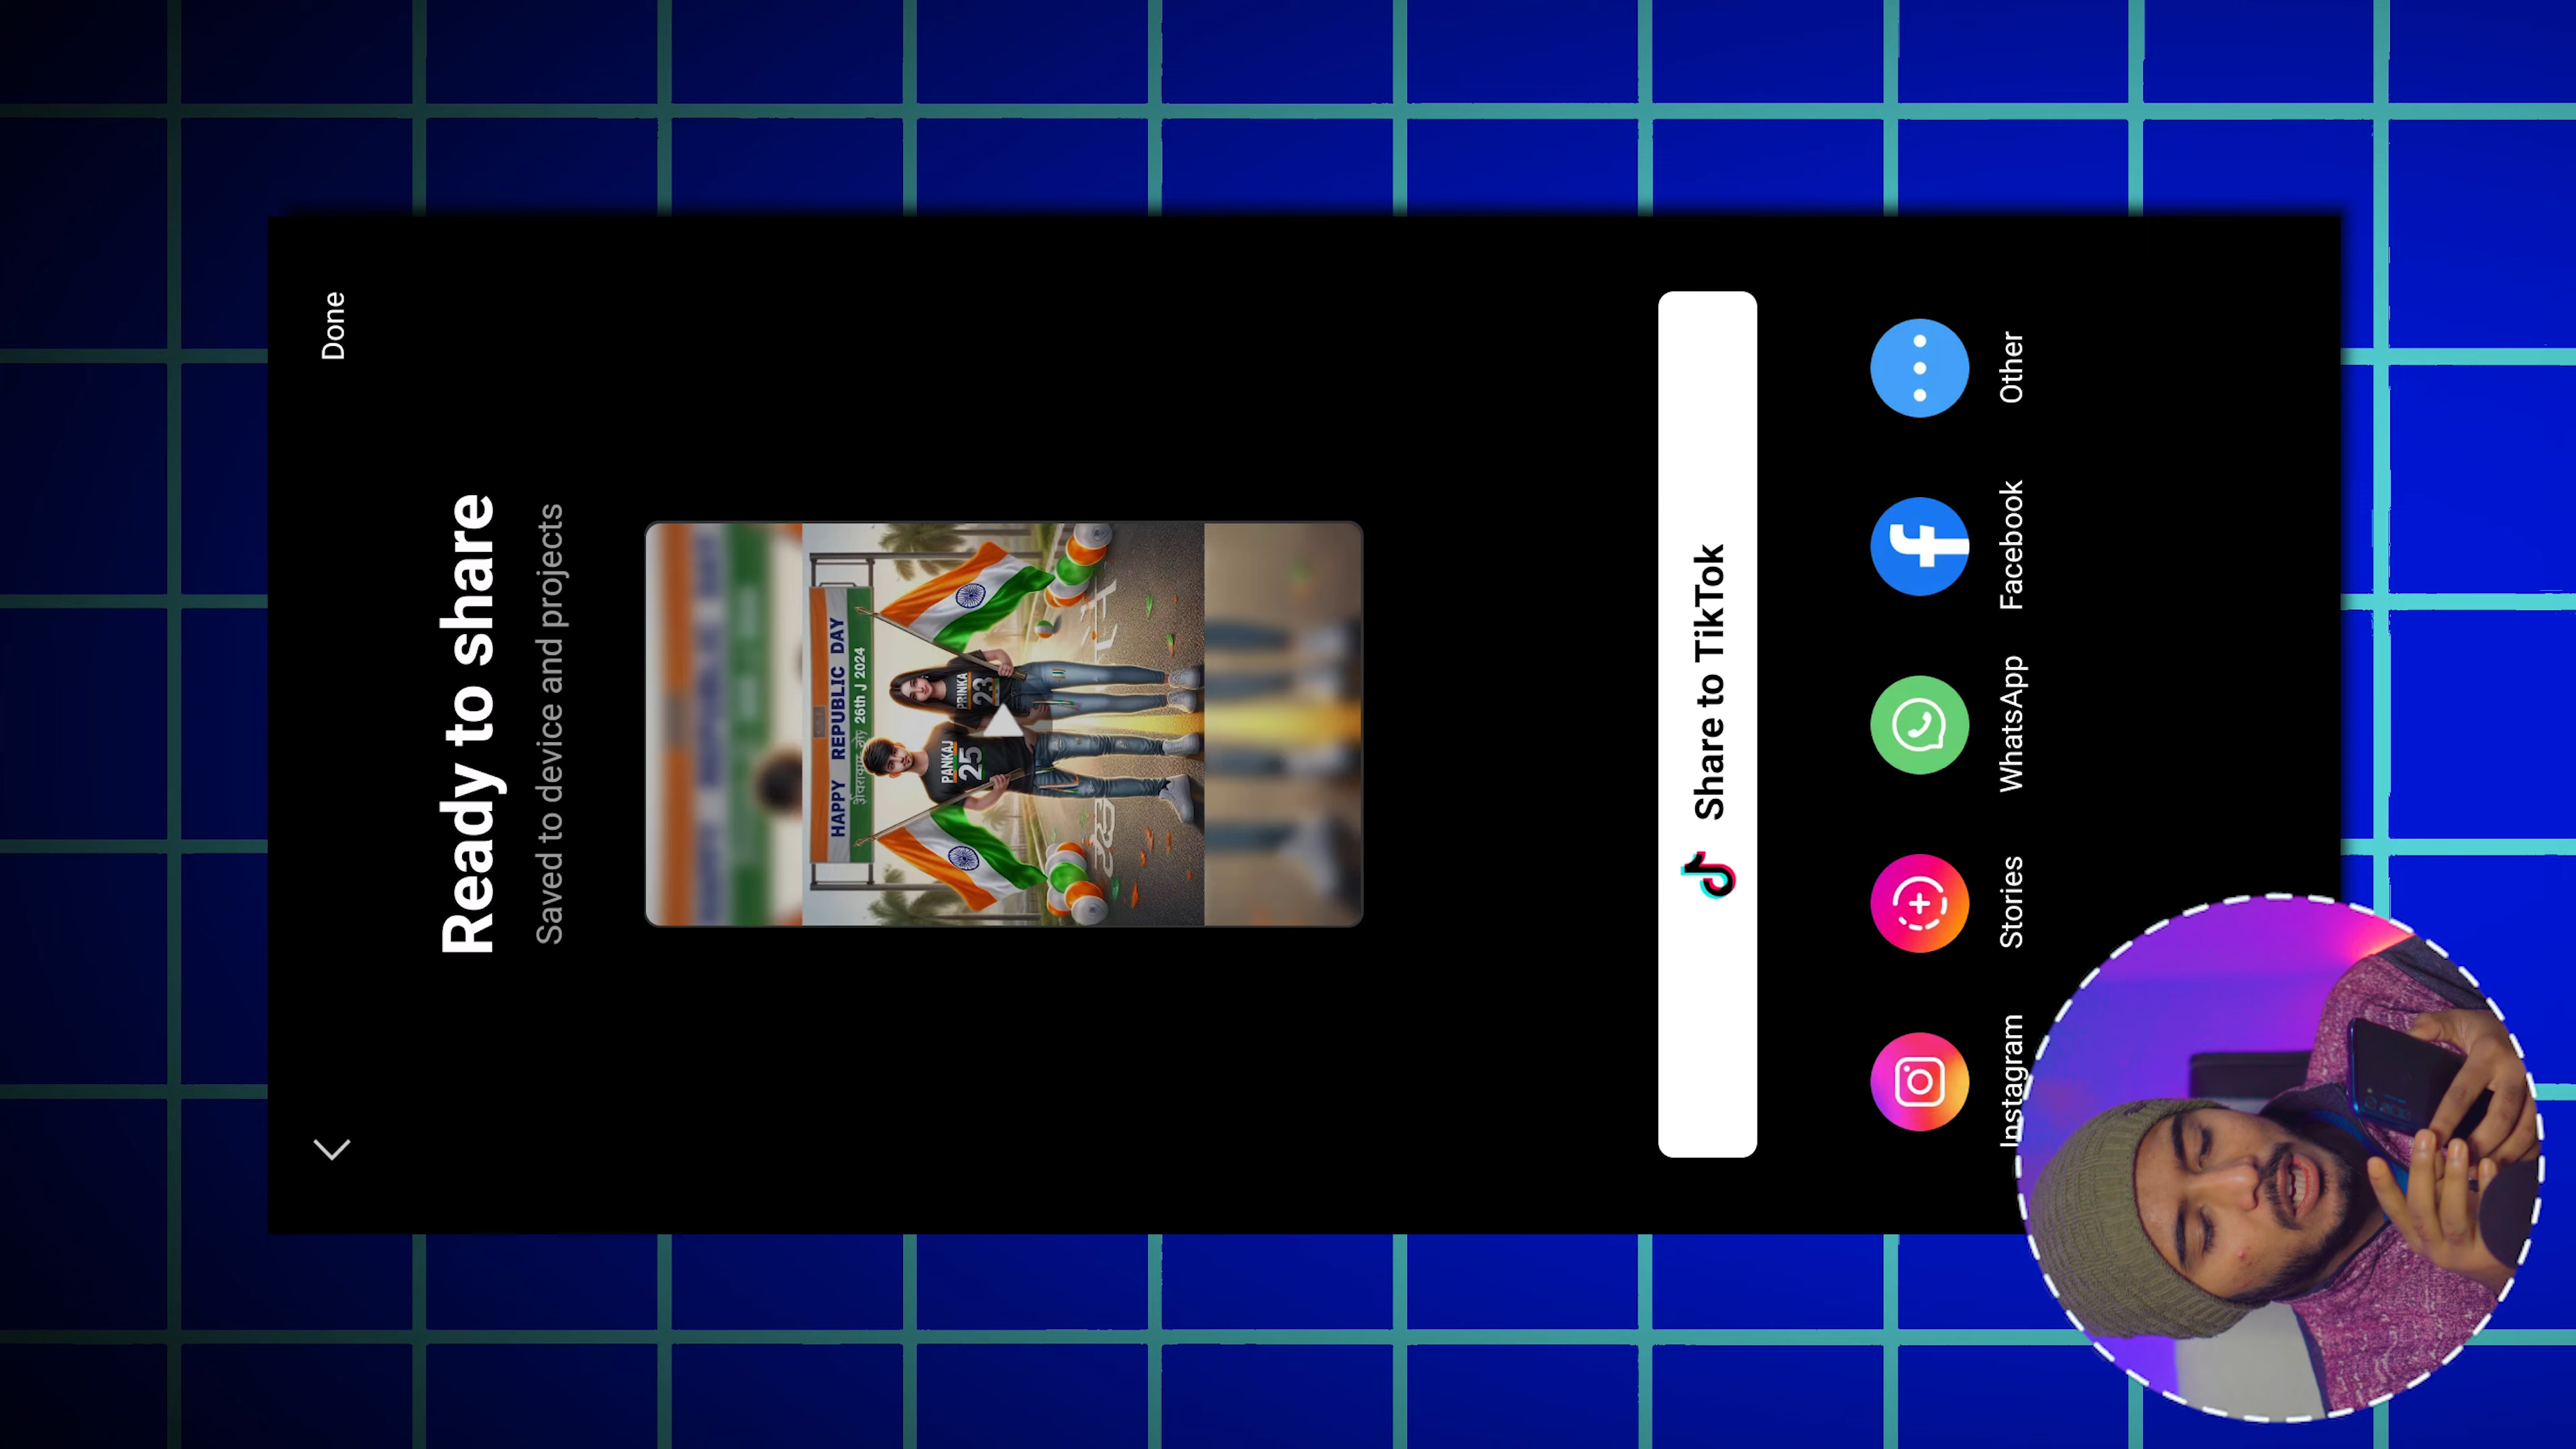 Done
Ready to share
Saved to device and projects
HAPPY REPUBLIC DAY
26th J 2024
PANKAJ
25
PRINKA
23
Share to TikTok
Instagram
Stories
WhatsApp
Facebook
Other